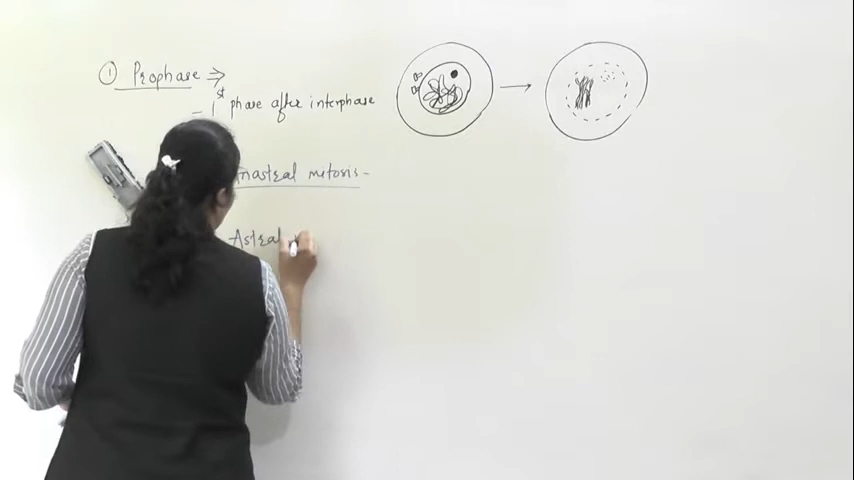 ① Prophase ⇒
- 1st phase after interphase
nastral mitosis -
Astral